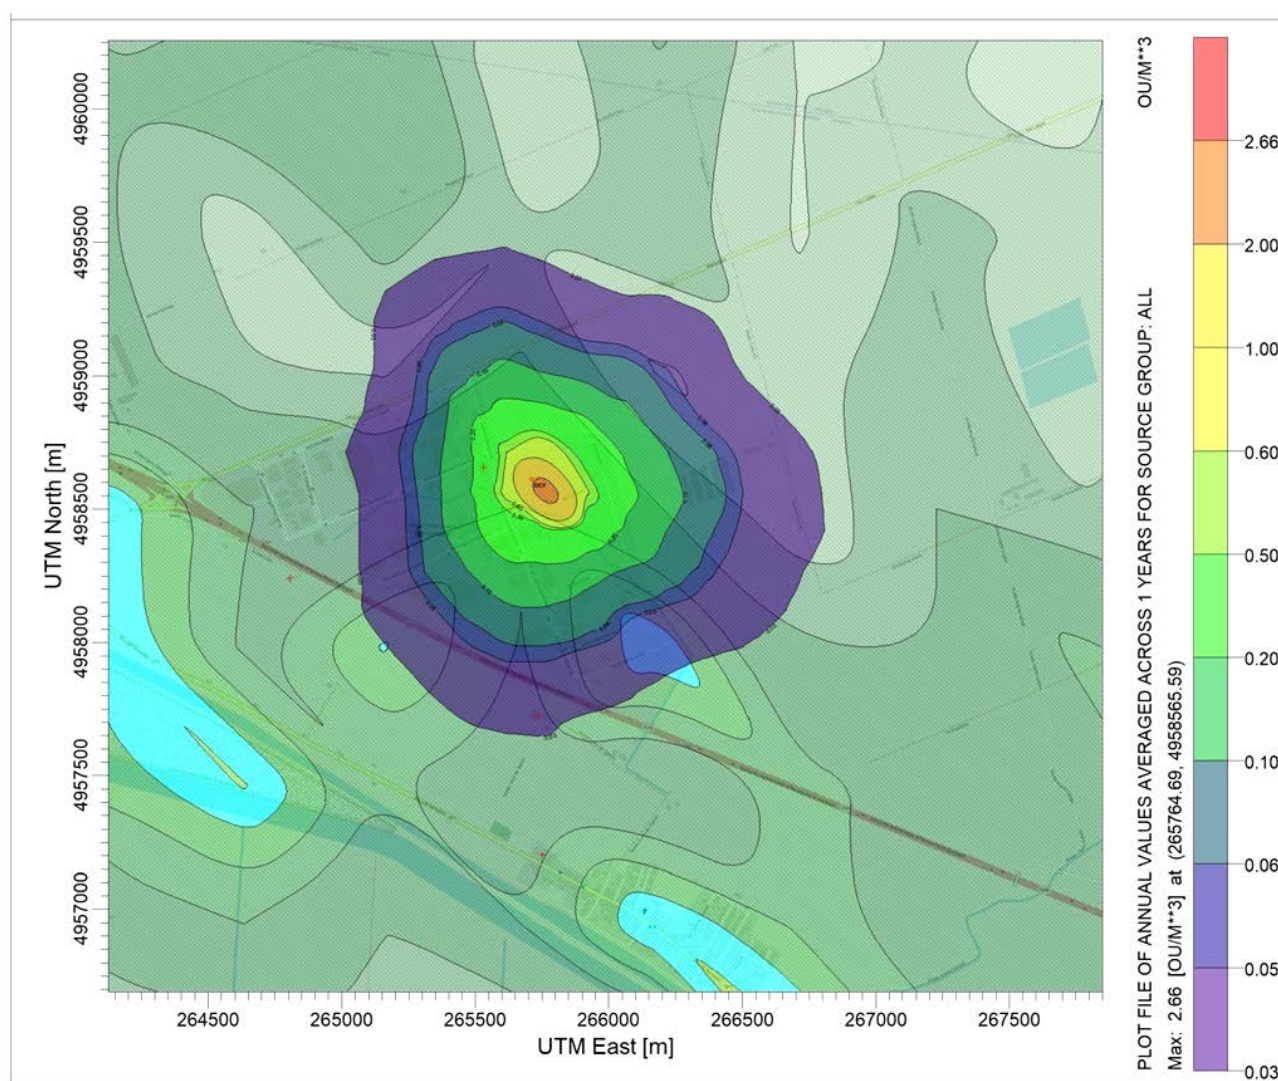 OU/M**3
PLOT FILE OF ANNUAL VALUES AVERAGED ACROSS 1 YEARS FOR SOURCE GROUP: ALL
Max: 2.66 [OU/M**3] at (265764.69, 4958565.59)
2.66
2.00
1.00
0.60
0.50
0.20
0.10
0.06
0.05
0.03
UTM North [m]
4960000
4959500
4959000
4958500
4958000
4957500
4957000
264500 265000 265500 266000 266500 267000 267500
UTM East [m]